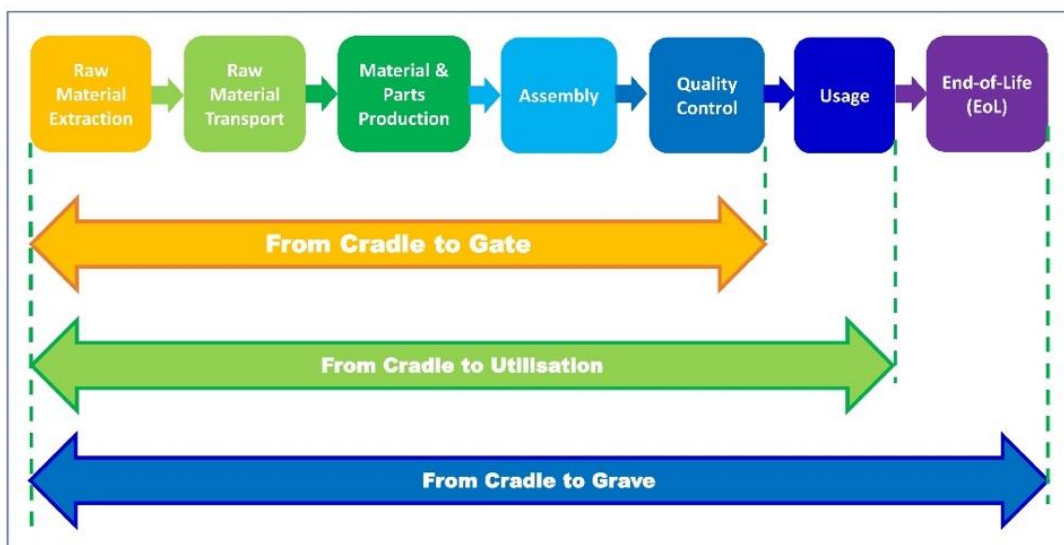 Raw
Material
Extraction
Raw
Material
Transport
Material &
Parts
Production
Assembly
Quality
Control
Usage
End-of-Life
(EoL)
From Cradle to Gate
From Cradle to Utilisation
From Cradle to Grave